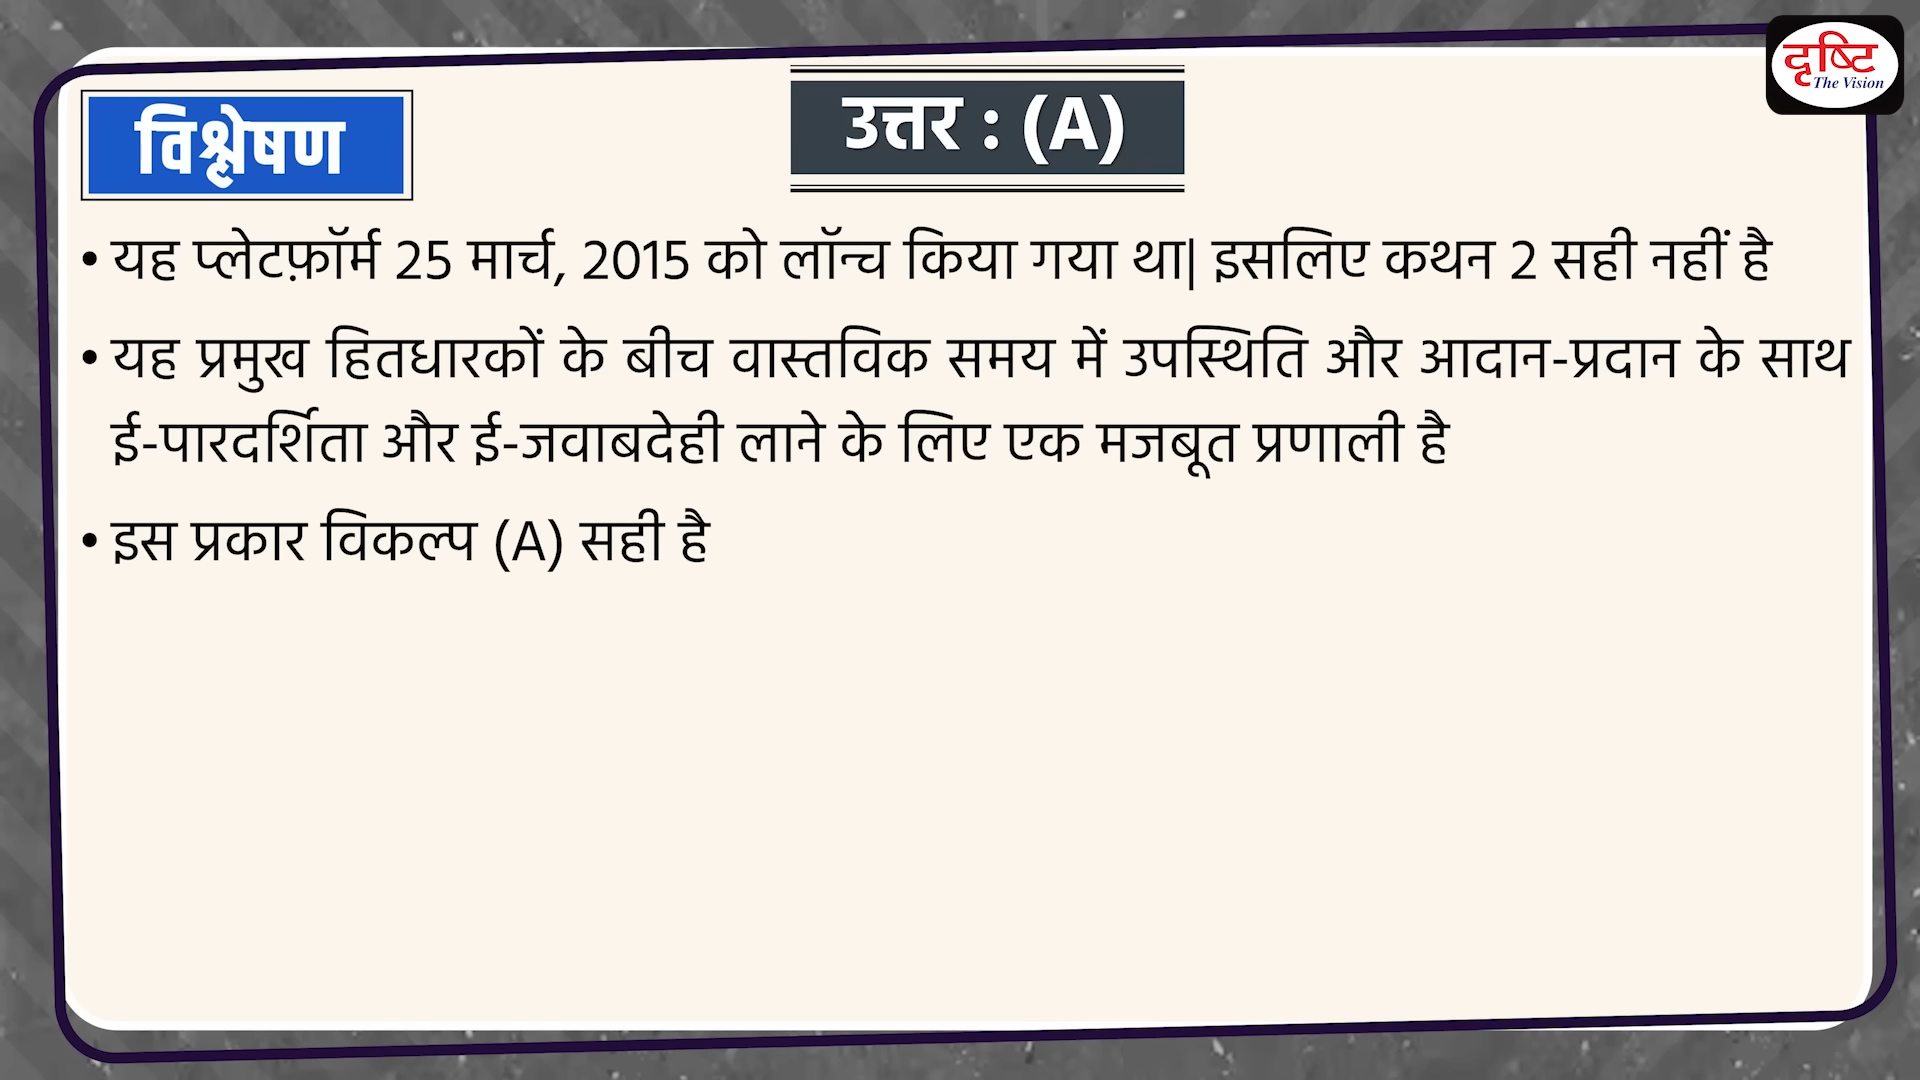 दृष्टि
The Vision
विश्लेषण
उत्तर : (A)
• यह प्लेटफ़ॉर्म 25 मार्च, 2015 को लॉन्च किया गया था| इसलिए कथन 2 सही नहीं है
• यह प्रमुख हितधारकों के बीच वास्तविक समय में उपस्थिति और आदान-प्रदान के साथ
ई-पारदर्शिता और ई-जवाबदेही लाने के लिए एक मजबूत प्रणाली है
• इस प्रकार विकल्प (A) सही है